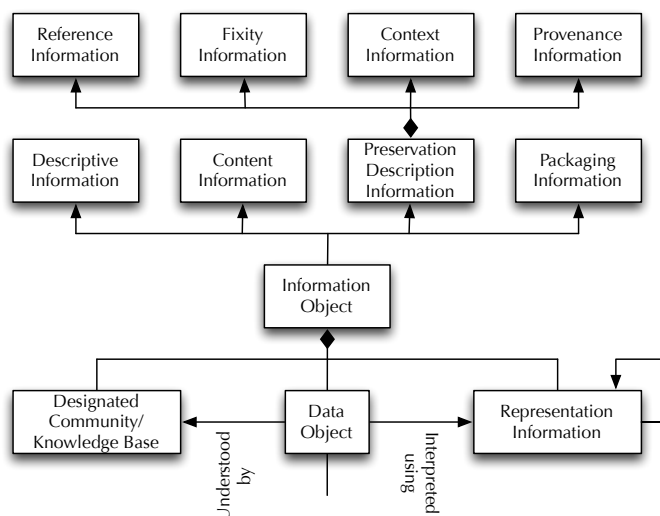 Reference
Information
Fixity
Information
Context
Information
Provenance
Information
Descriptive
Information
Content
Information
Preservation
Description
Information
Packaging
Information
Information
Object
Designated
Community/
Knowledge Base
Data
Object
Representation
Information
Understood
by
Interpreted
using